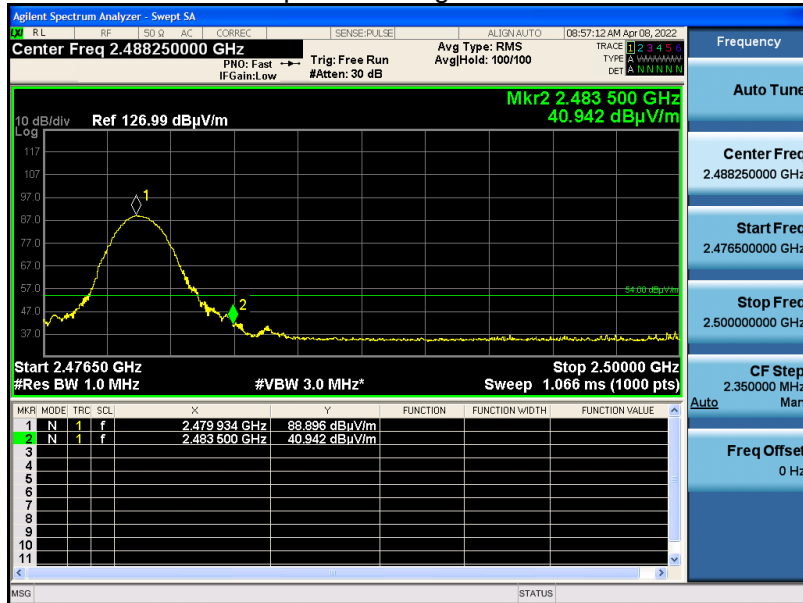 Agilent Spectrum Analyzer - Swept SA
LXI RL RF 50 Ω AC CORREC SENSE:PULSE ALIGN AUTO 08:57:12 AM Apr 08, 2022
Center Freq 2.488250000 GHz Avg Type: RMS TRACE 1 2 3 4 5 6
PNO: Fast Trig: Free Run Avg|Hold: 100/100 TYPE A
IFGain:Low #Atten: 30 dB DET A N N N N N
Mkr2 2.483 500 GHz
10 dB/div Ref 126.99 dBµV/m 40.942 dBµV/m
Log
117
107
97.0
1
87.0
77.0
67.0
57.0
54.00 dBµV/m
47.0
2
37.0
Start 2.47650 GHz Stop 2.50000 GHz
#Res BW 1.0 MHz #VBW 3.0 MHz* Sweep 1.066 ms (1000 pts)
MKR MODE TRC SCL X Y FUNCTION FUNCTION WIDTH FUNCTION VALUE
1 N 1 f 2.479 934 GHz 88.896 dBµV/m
2 N 1 f 2.483 500 GHz 40.942 dBµV/m
3
4
5
6
7
8
9
10
11
MSG STATUS
Frequency
Auto Tune
Center Freq
2.488250000 GHz
Start Freq
2.476500000 GHz
Stop Freq
2.500000000 GHz
CF Step
2.350000 MHz
Auto Man
Freq Offset
0 Hz